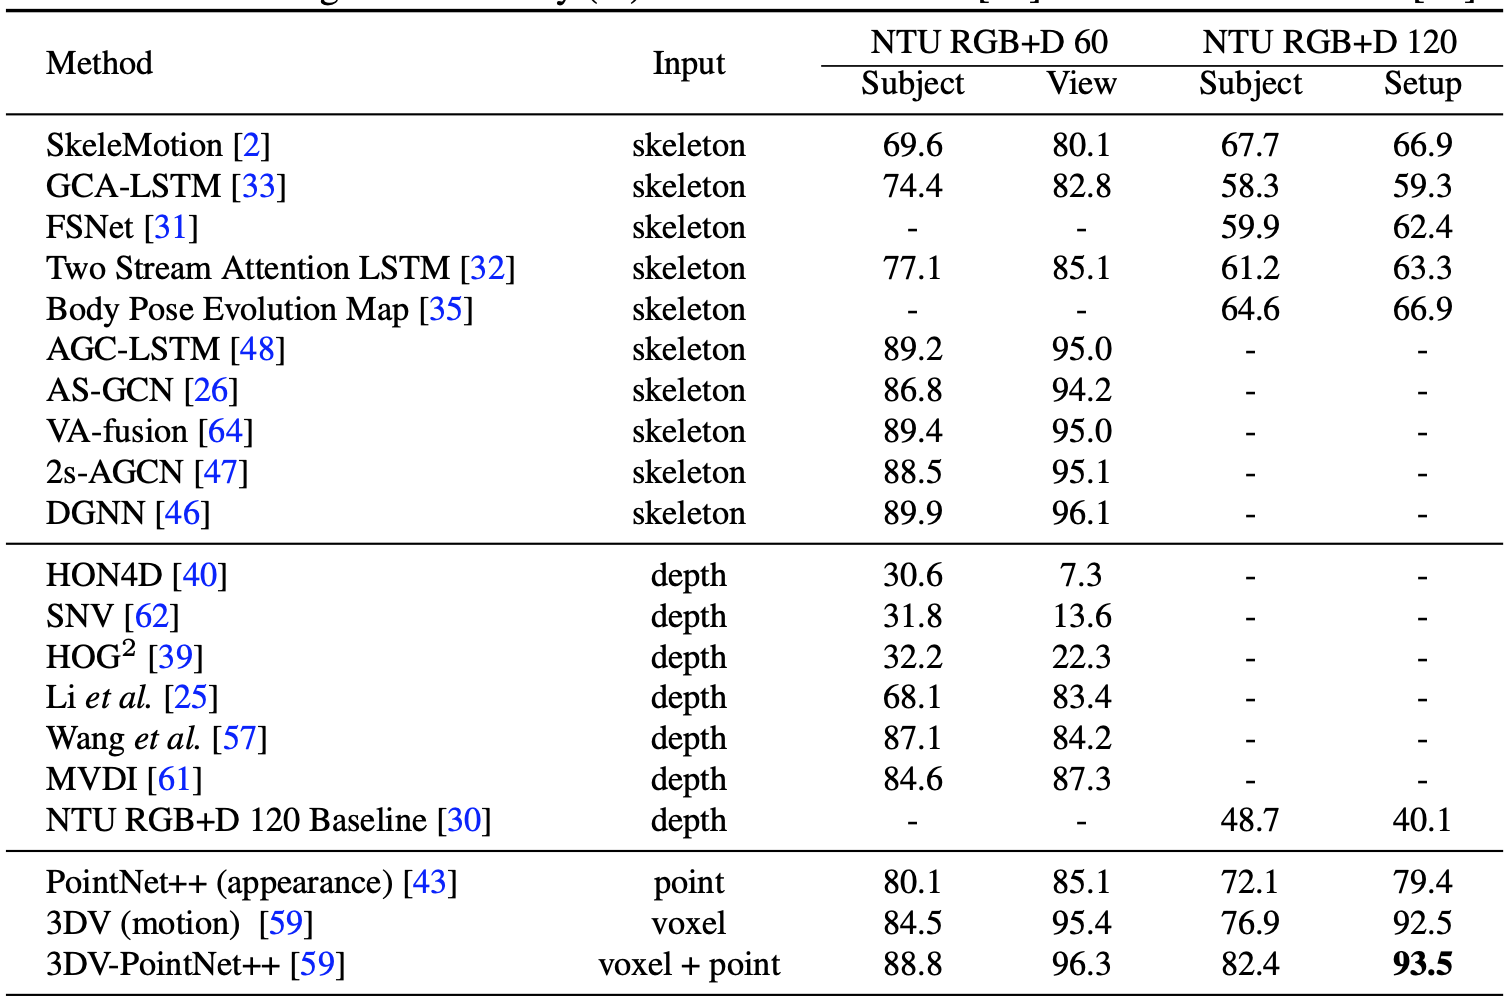 NTU RGB+D 60 NTU RGB+D 120
Method Input
Subject View Subject Setup
SkeleMotion [2] skeleton 69.6 80.1 67.7 66.9
GCA-LSTM [33] skeleton 74.4 82.8 58.3 59.3
FSNet [31] skeleton - - 59.9 62.4
Two Stream Attention LSTM [32] skeleton 77.1 85.1 61.2 63.3
Body Pose Evolution Map [35] skeleton - - 64.6 66.9
AGC-LSTM [48] skeleton 89.2 95.0 - -
AS-GCN [26] skeleton 86.8 94.2 - -
VA-fusion [64] skeleton 89.4 95.0 - -
2s-AGCN [47] skeleton 88.5 95.1 - -
DGNN [46] skeleton 89.9 96.1 - -
HON4D [40] depth 30.6 7.3 - -
SNV [62] depth 31.8 13.6 - -
HOG² [39] depth 32.2 22.3 - -
Li et al. [25] depth 68.1 83.4 - -
Wang et al. [57] depth 87.1 84.2 - -
MVDI [61] depth 84.6 87.3 - -
NTU RGB+D 120 Baseline [30] depth - - 48.7 40.1
PointNet++ (appearance) [43] point 80.1 85.1 72.1 79.4
3DV (motion) [59] voxel 84.5 95.4 76.9 92.5
3DV-PointNet++ [59] voxel + point 88.8 96.3 82.4 93.5